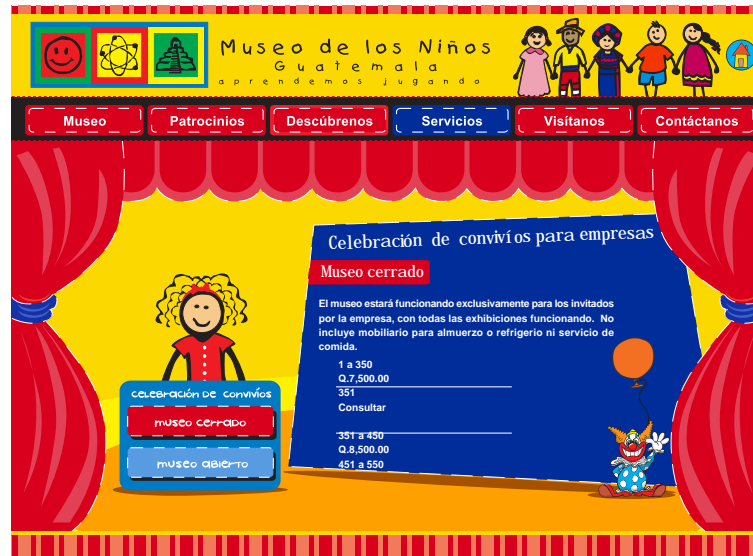 Museo de los Niños
Guatemala
aprendemos jugando
Museo
Patrocinios
Descúbrenos
Servicios
Visítanos
Contáctanos
Celebración de convivíos para empresas
Museo cerrado
El museo estará funcionando exclusivamente para los invitados
por la empresa, con todas las exhibiciones funcionando. No
incluye mobiliario para almuerzo o refrigerio ni servicio de
comida.
1 a 350
Q.7,500.00
351
Consultar
351 a 450
Q.8,500.00
451 a 550
celebración de convivíos
museo cerrado
museo abierto